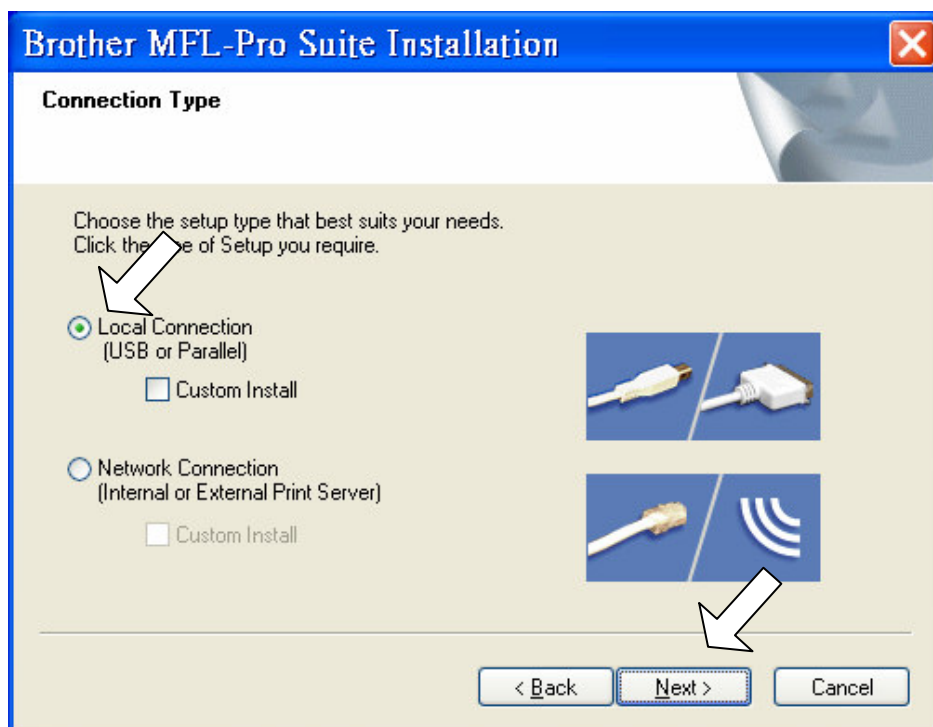 Brother MFL-Pro Suite Installation
Connection Type
Choose the setup type that best suits your needs.
Click the of Setup you require.
Local Connection
(USB or Parallel)
Custom Install
Network Connection
(Internal or External Print Server)
Custom Install
< Back Next > Cancel